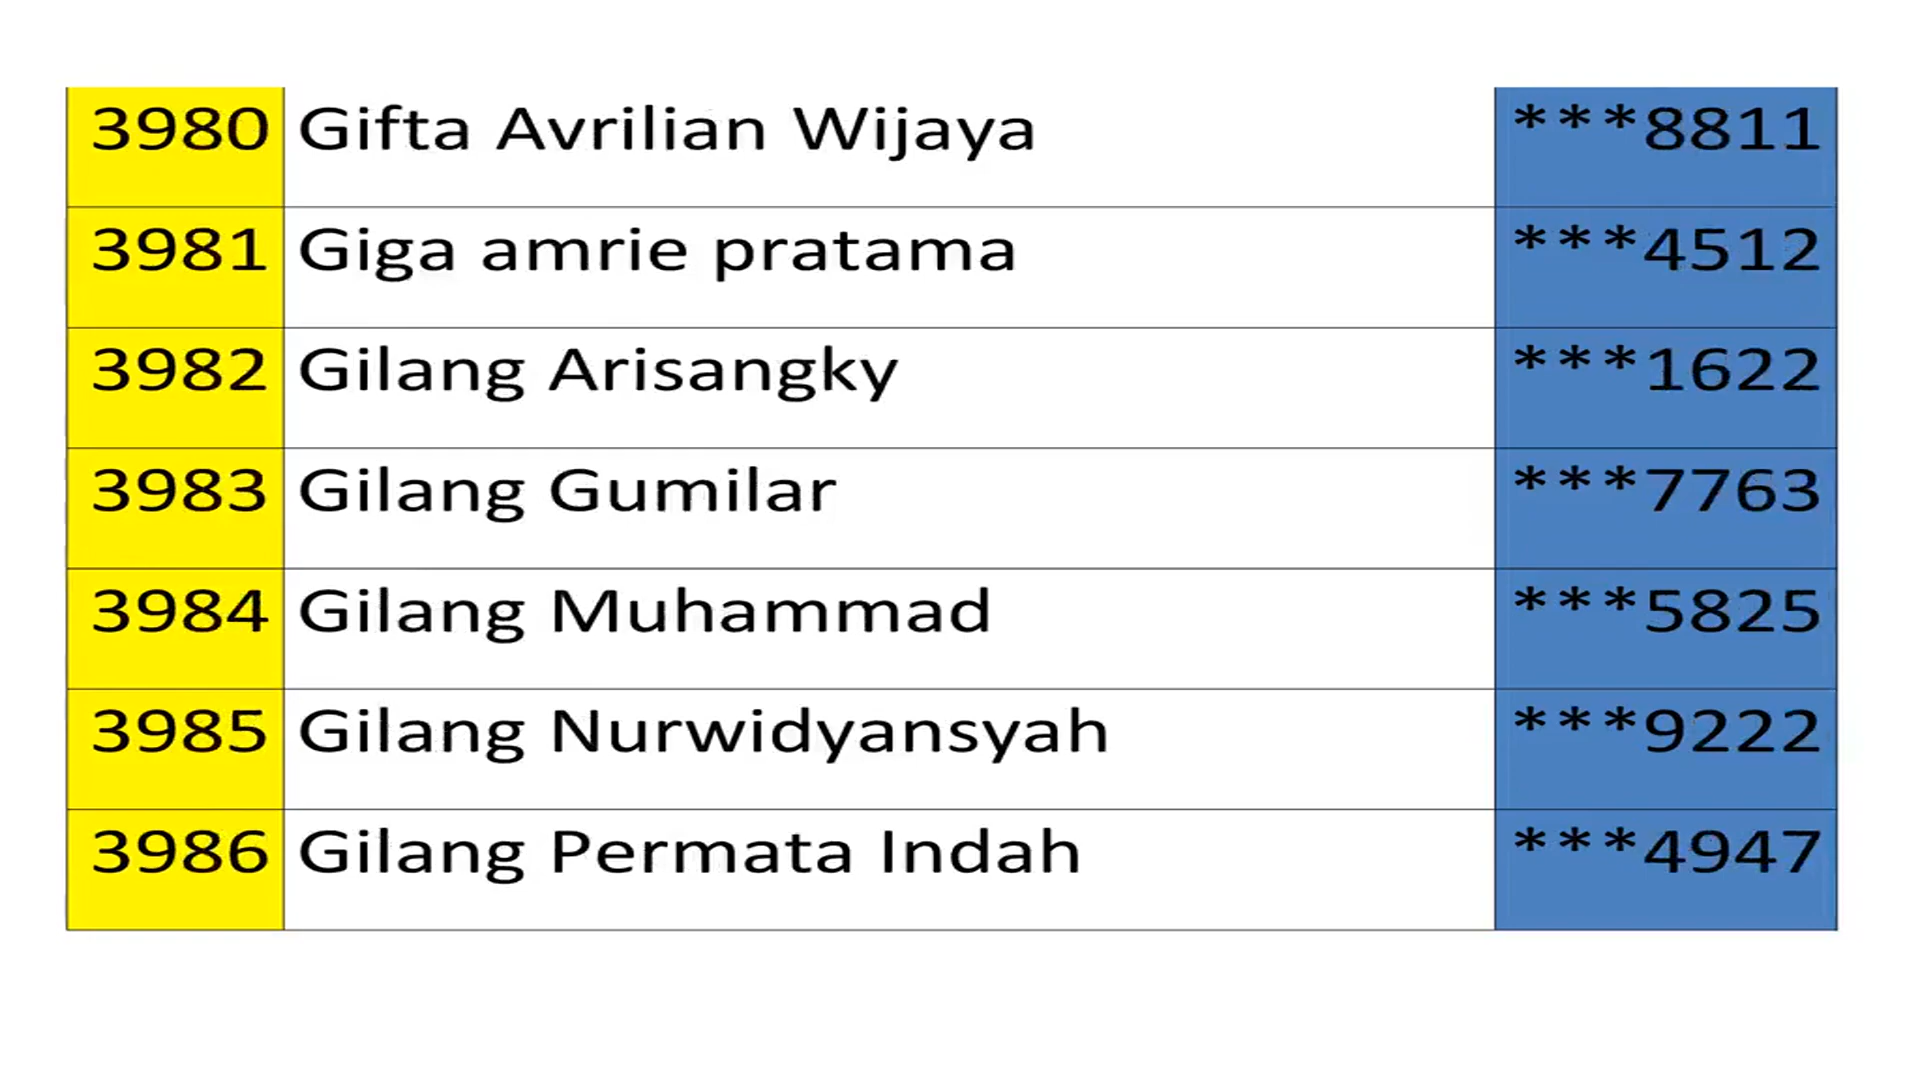 3980 Gifta Avrilian Wijaya ***8811
3981 Giga amrie pratama ***4512
3982 Gilang Arisangky ***1622
3983 Gilang Gumilar ***7763
3984 Gilang Muhammad ***5825
3985 Gilang Nurwidyansyah ***9222
3986 Gilang Permata Indah ***4947